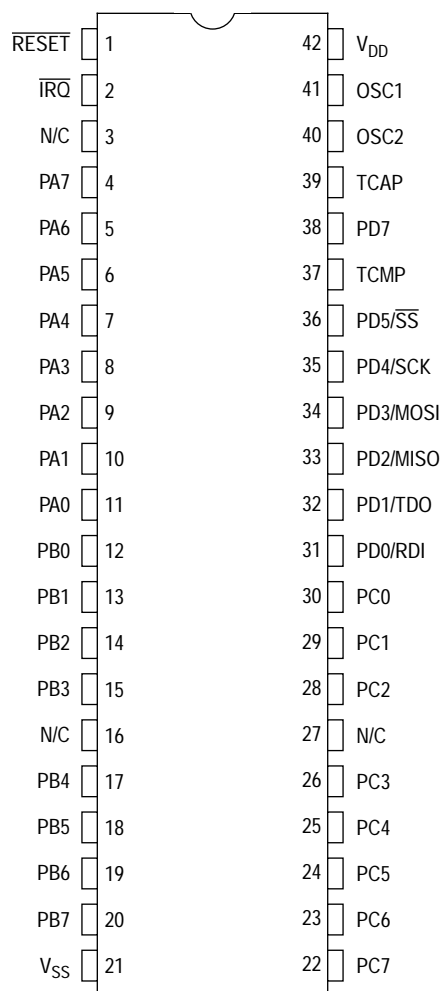 RESET 1 42 VDD
IRQ 2 41 OSC1
N/C 3 40 OSC2
PA7 4 39 TCAP
PA6 5 38 PD7
PA5 6 37 TCMP
PA4 7 36 PD5/SS
PA3 8 35 PD4/SCK
PA2 9 34 PD3/MOSI
PA1 10 33 PD2/MISO
PA0 11 32 PD1/TDO
PB0 12 31 PD0/RDI
PB1 13 30 PC0
PB2 14 29 PC1
PB3 15 28 PC2
N/C 16 27 N/C
PB4 17 26 PC3
PB5 18 25 PC4
PB6 19 24 PC5
PB7 20 23 PC6
VSS 21 22 PC7